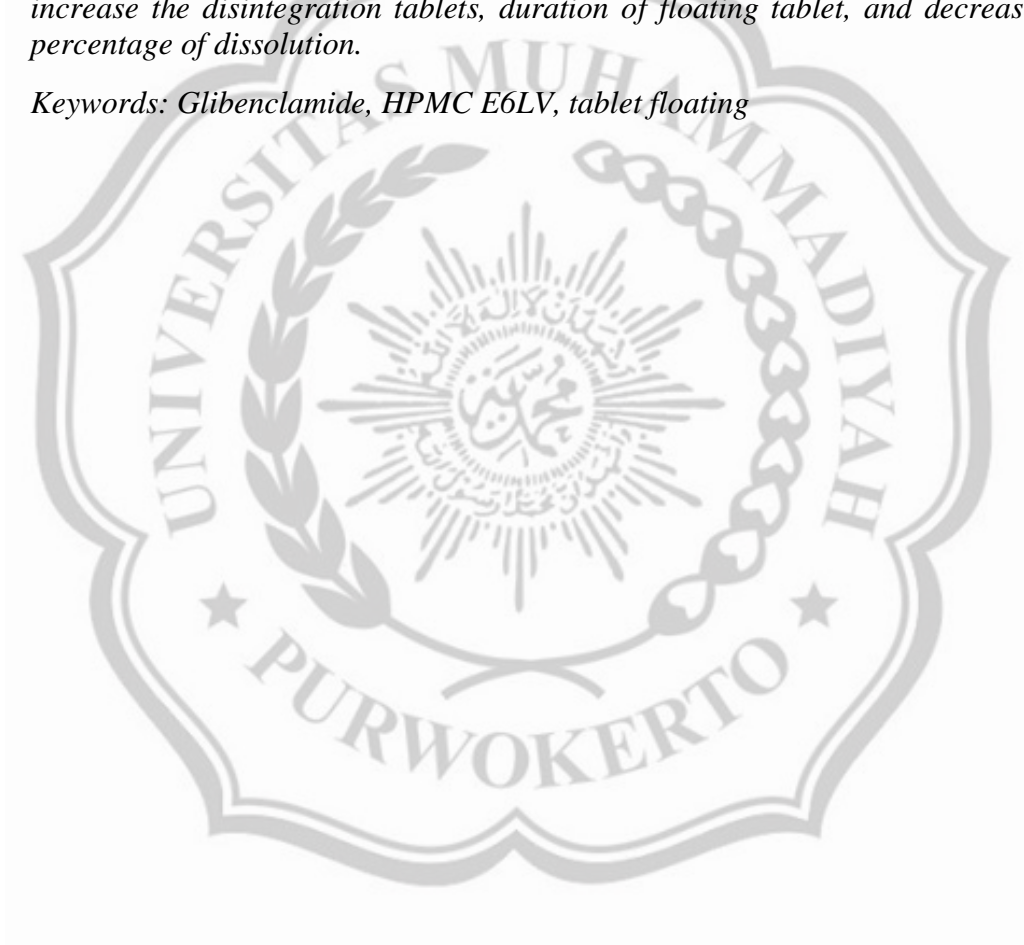 increase the disintegration tablets, duration of floating tablet, and decreas
percentage of dissolution.
Keywords: Glibenclamide, HPMC E6LV, tablet floating
UNIVERSITAS MUHAMMADIYAH
PURWOKERTO